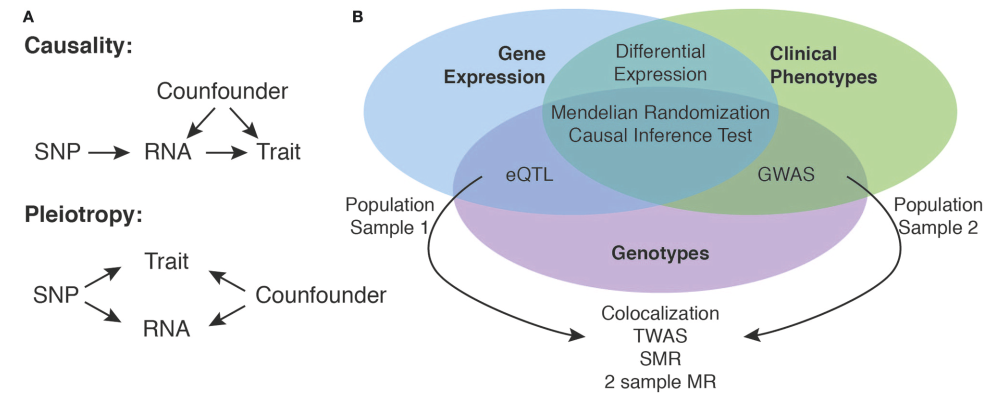 A
Causality:
Counfounder
SNP RNA Trait
Pleiotropy:
Trait
SNP Counfounder
RNA
B
Gene
Expression
Differential
Expression
Clinical
Phenotypes
Mendelian Randomization
Causal Inference Test
eQTL
GWAS
Population
Sample 1
Population
Sample 2
Genotypes
Colocalization
TWAS
SMR
2 sample MR